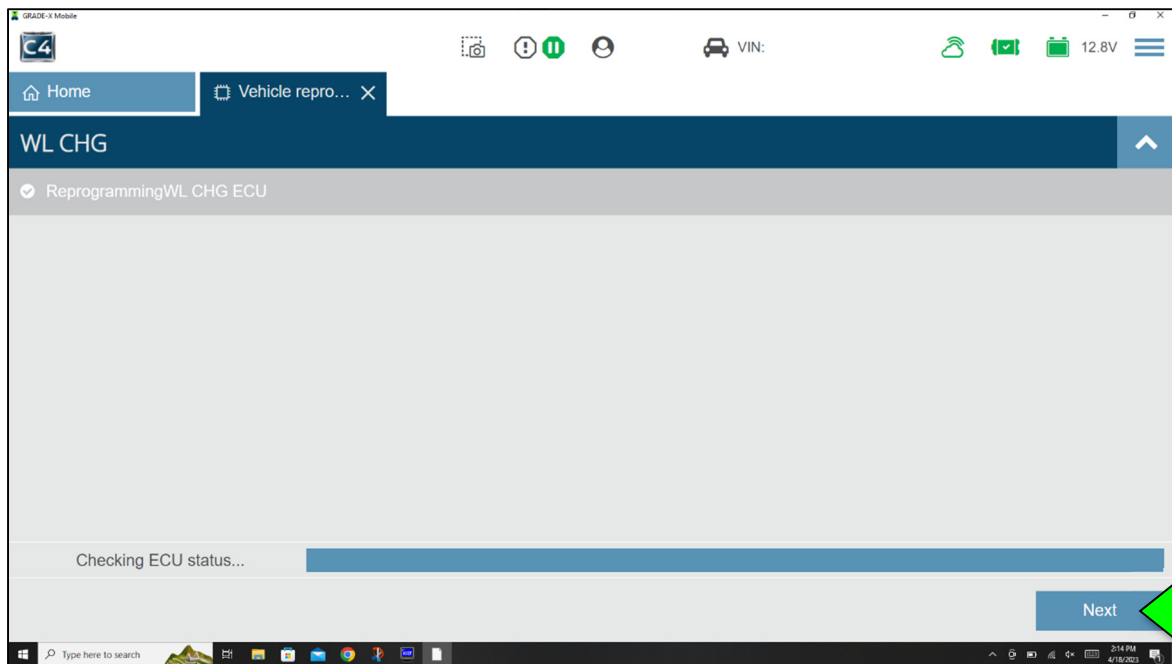 GRADE-X Mobile
C4
VIN:
12.8V
Home
Vehicle repro...
WL CHG
ReprogrammingWL CHG ECU
Checking ECU status...
Next
Type here to search
2:14 PM
4/18/2023